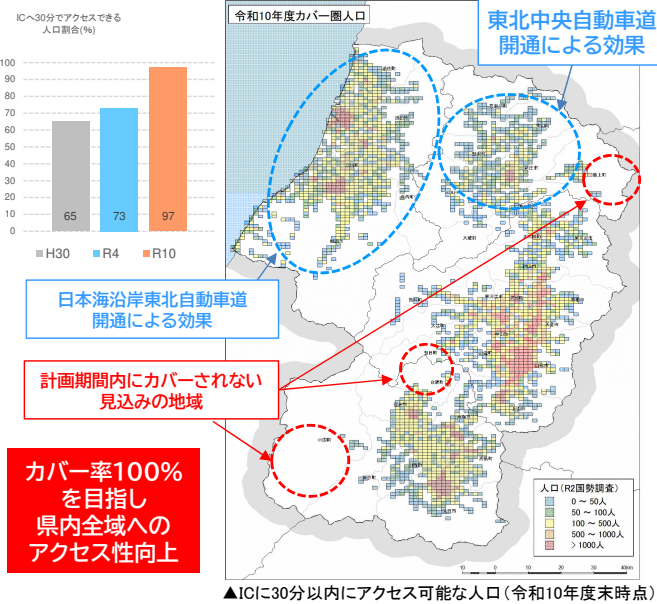 ICへ30分でアクセスできる
人口割合(%)
100
90
80
70
60
50
40
30
20
10
0
65
73
97
H30
R4
R10
令和10年度カバー圏人口
東北中央自動車道
開通による効果
日本海沿岸東北自動車道
開通による効果
計画期間内にカバーされない
見込みの地域
カバー率100%
を目指し
県内全域への
アクセス性向上
小国町
人口(R2国勢調査)
0 ～ 50人
50 ～ 100人
100 ～ 500人
500 ～ 1000人
> 1000人
10
0
10
20
30
40km
▲ICに30分以内にアクセス可能な人口(令和10年度末時点)